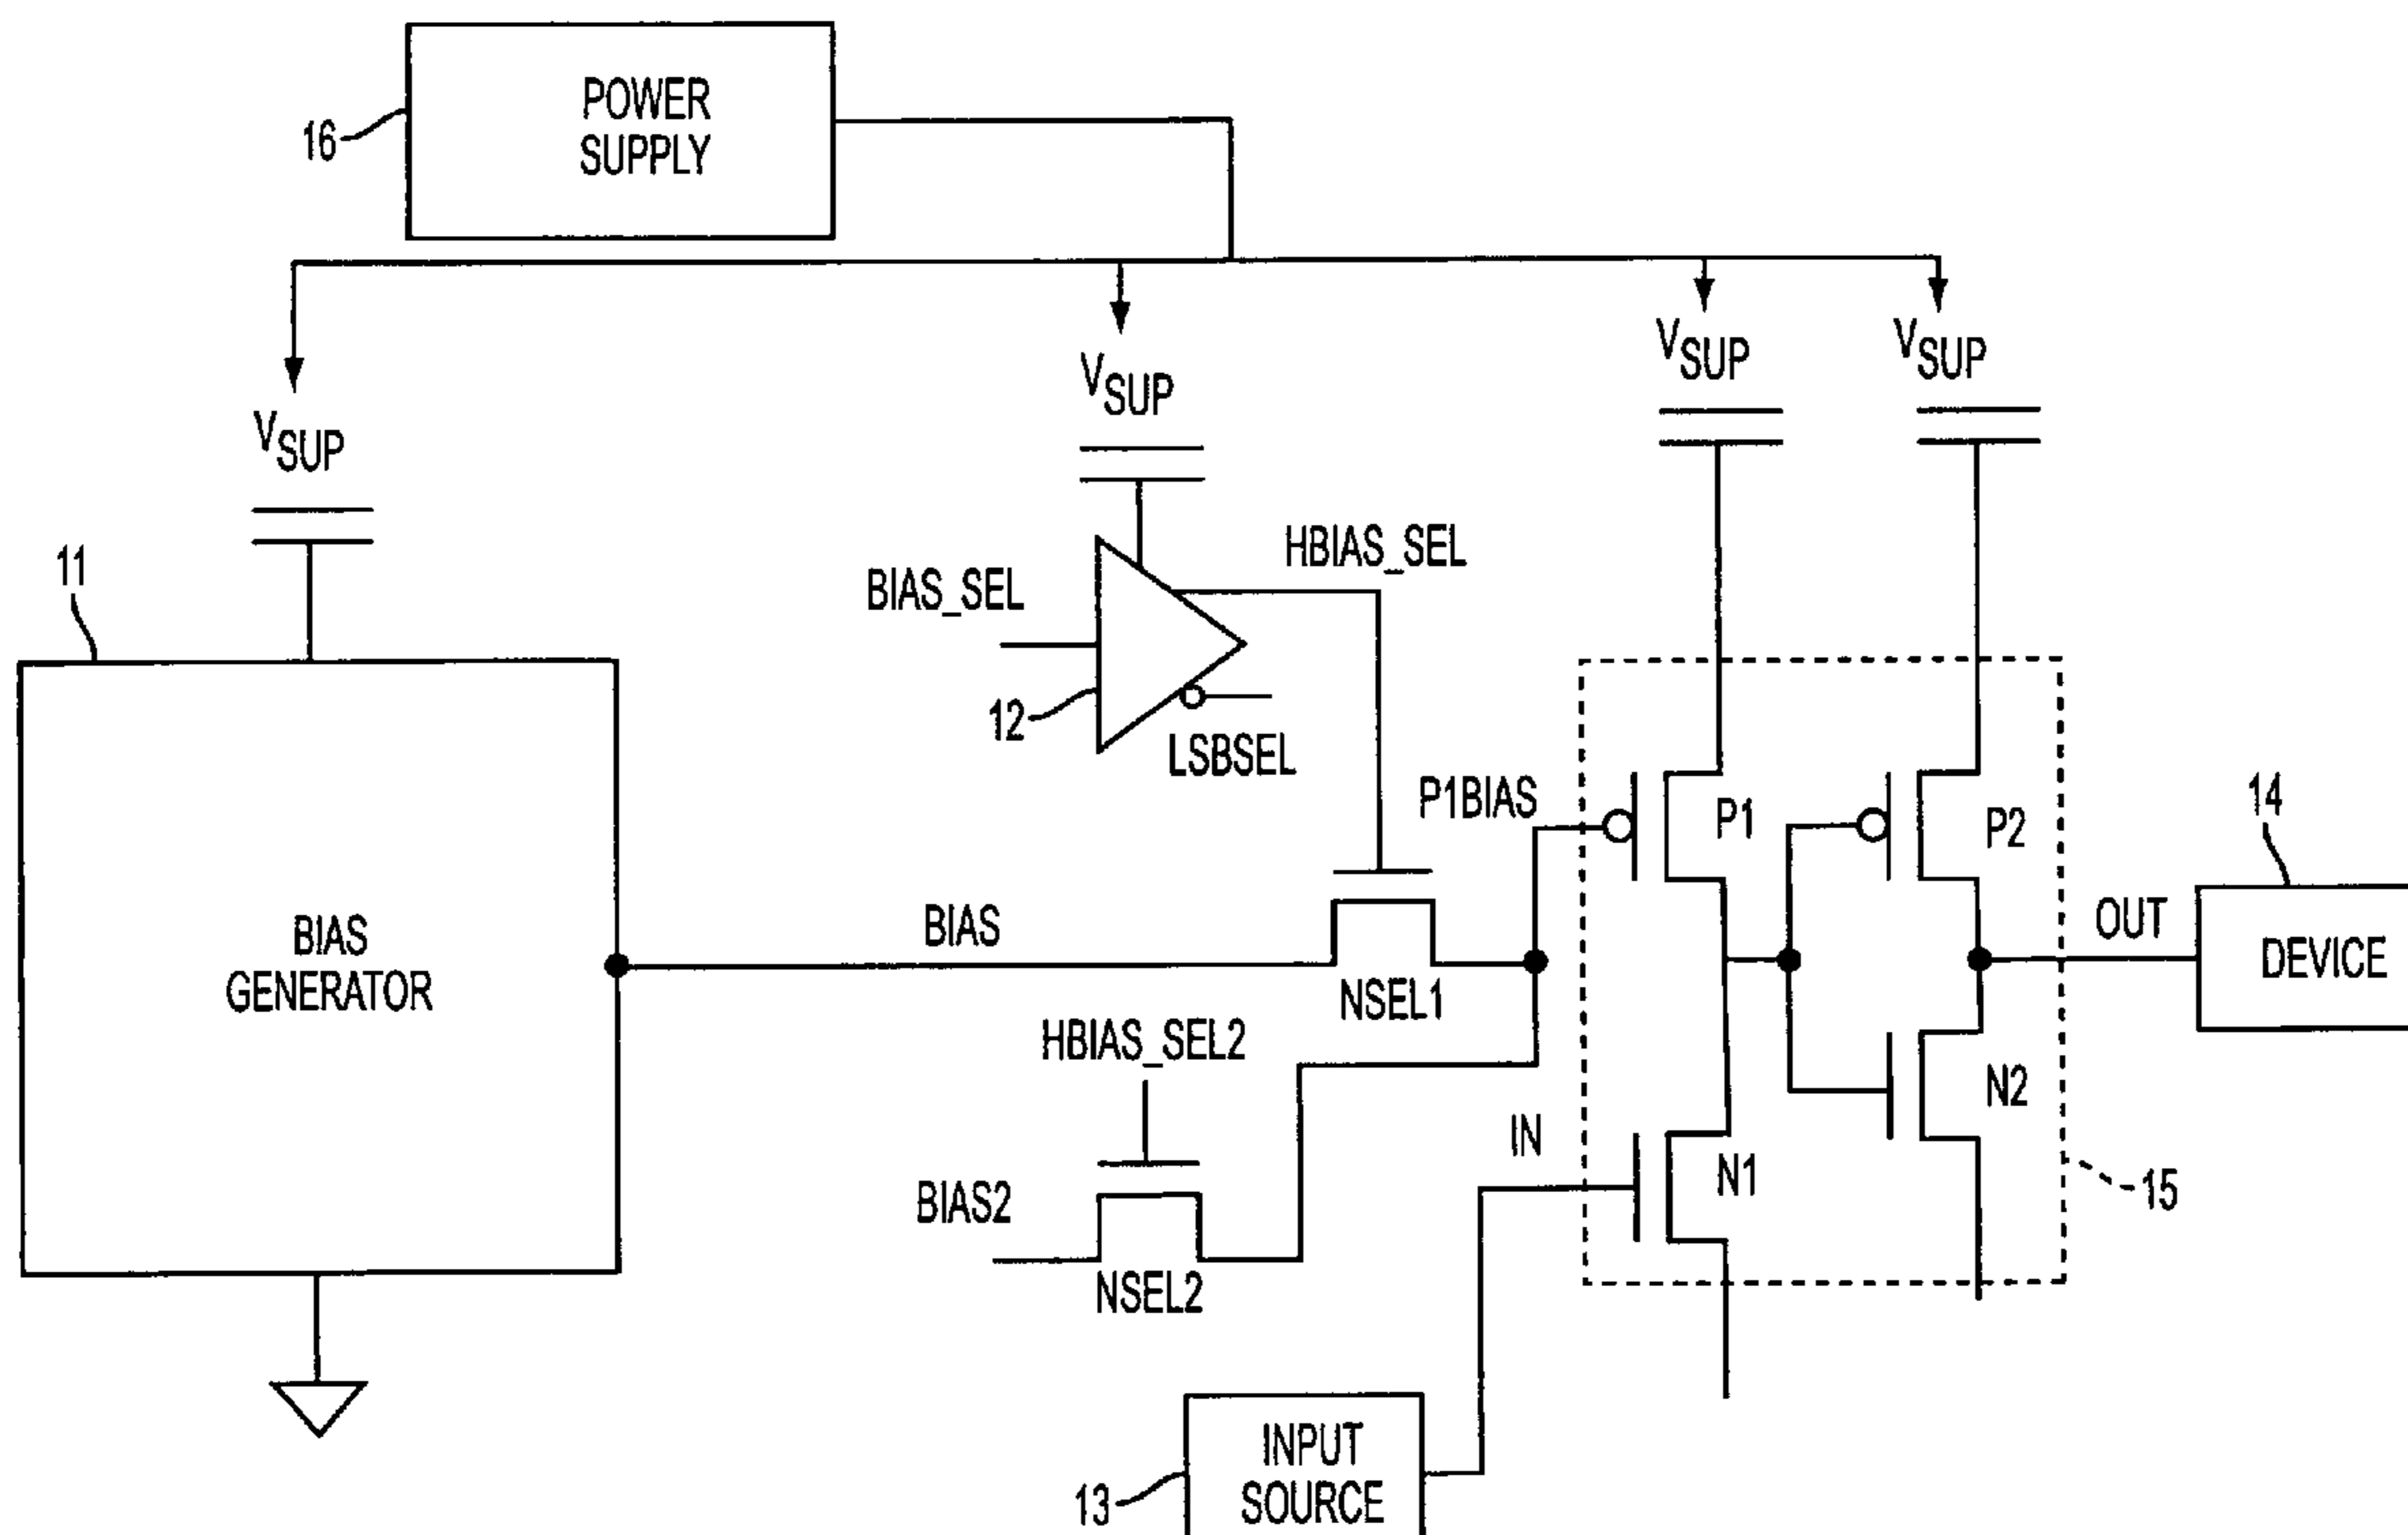 POWER
SUPPLY
16
VSUP
VSUP
VSUP
VSUP
11
BIAS_SEL
HBIAS_SEL
12
LSBSEL
P1BIAS
P1
P2
14
BIAS
GENERATOR
BIAS
NSEL1
OUT
DEVICE
HBIAS_SEL2
IN
N2
BIAS2
N1
15
NSEL2
INPUT
SOURCE
13